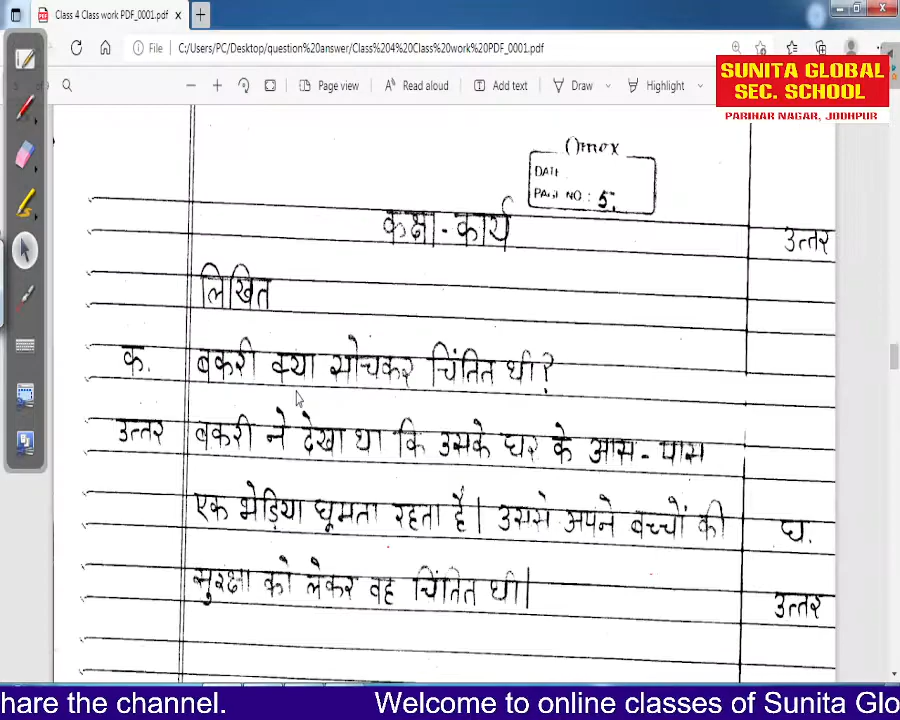 Class 4 Class work PDF_0001.pdf
File C:/Users/PC/Desktop/question%20answer/Class%204%20Class%20work%20PDF_0001.pdf
Page view Read aloud Add text Draw Highlight
SUNITA GLOBAL
SEC. SCHOOL
PARIHAR NAGAR, JODHPUR
Omex
DATE
PAGE NO.: 5.
कक्षा - कार्य
उत्तर
लिखित
क. बकरी क्या सोचकर चिंतित थी?
उत्तर बकरी ने देखा था कि उसके घर के आस - पास
एक भेड़िया घूमता रहता है। उससे अपने बच्चों की
घ.
सुरक्षा को लेकर वह चिंतित थी।
उत्तर
hare the channel. Welcome to online classes of Sunita Glo